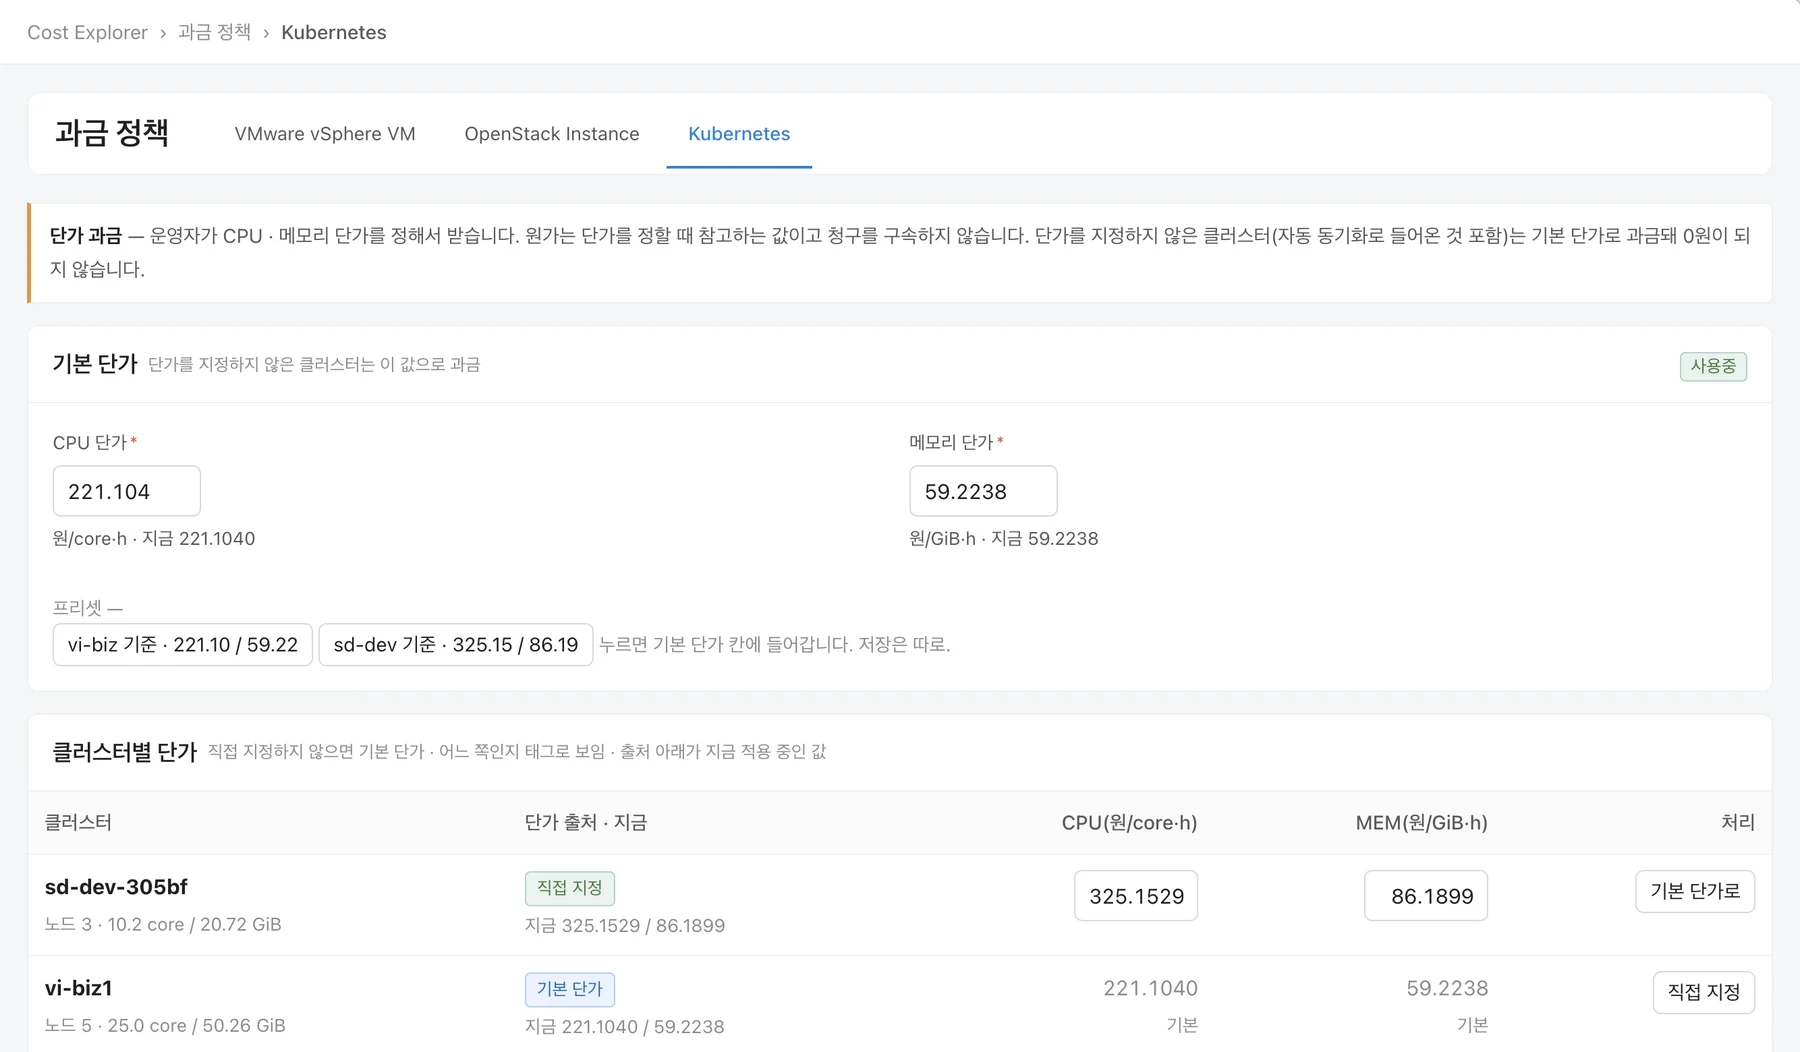 Cost Explorer › 과금 정책 › Kubernetes
과금 정책 VMware vSphere VM OpenStack Instance Kubernetes
단가 과금 — 운영자가 CPU · 메모리 단가를 정해서 받습니다. 원가는 단가를 정할 때 참고하는 값이고 청구를 구속하지 않습니다. 단가를 지정하지 않은 클러스터(자동 동기화로 들어온 것 포함)는 기본 단가로 과금돼 0원이 되
지 않습니다.
기본 단가 단가를 지정하지 않은 클러스터는 이 값으로 과금 사용중
CPU 단가* 메모리 단가*
221.104 59.2238
원/core·h · 지금 221.1040 원/GiB·h · 지금 59.2238
프리셋 —
vi-biz 기준 · 221.10 / 59.22 sd-dev 기준 · 325.15 / 86.19 누르면 기본 단가 칸에 들어갑니다. 저장은 따로.
클러스터별 단가 직접 지정하지 않으면 기본 단가 · 어느 쪽인지 태그로 보임 · 출처 아래가 지금 적용 중인 값
클러스터 단가 출처 · 지금 CPU(원/core·h) MEM(원/GiB·h) 처리
sd-dev-305bf 직접 지정 325.1529 86.1899 기본 단가로
노드 3 · 10.2 core / 20.72 GiB 지금 325.1529 / 86.1899
vi-biz1 기본 단가 221.1040 59.2238 직접 지정
노드 5 · 25.0 core / 50.26 GiB 지금 221.1040 / 59.2238 기본 기본